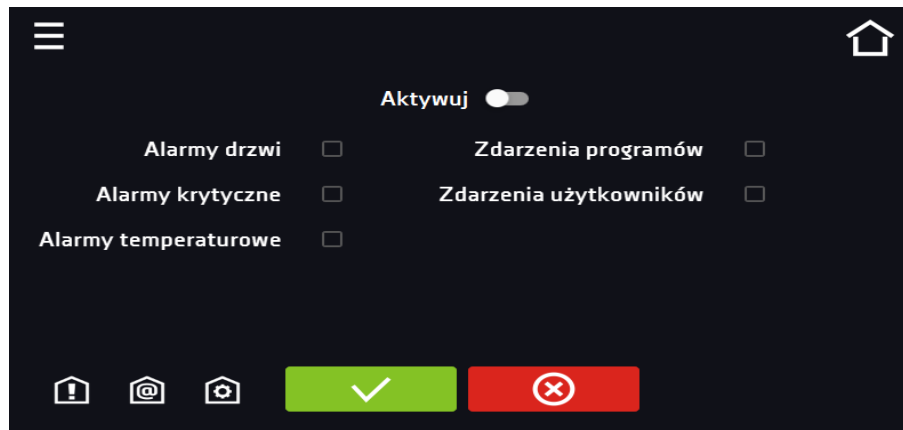 Aktywuj
Alarmy drzwi
Zdarzenia programów
Alarmy krytyczne
Zdarzenia użytkowników
Alarmy temperaturowe